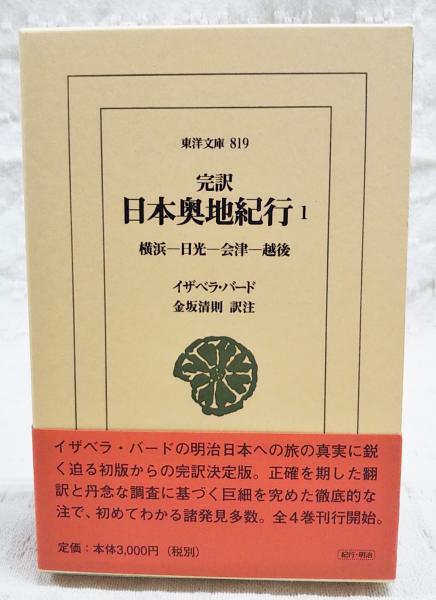 東洋文庫 819
完訳
日本奥地紀行 1
横浜―日光―会津―越後
イザベラ・バード
金坂清則 訳注
イザベラ・バードの明治日本への旅の真実に鋭
く迫る初版からの完訳決定版。正確を期した翻
訳と丹念な調査に基づく巨細を究めた徹底的な
注で、初めてわかる諸発見多数。全4巻刊行開始。
定価：本体3,000円（税別）
紀行・明治